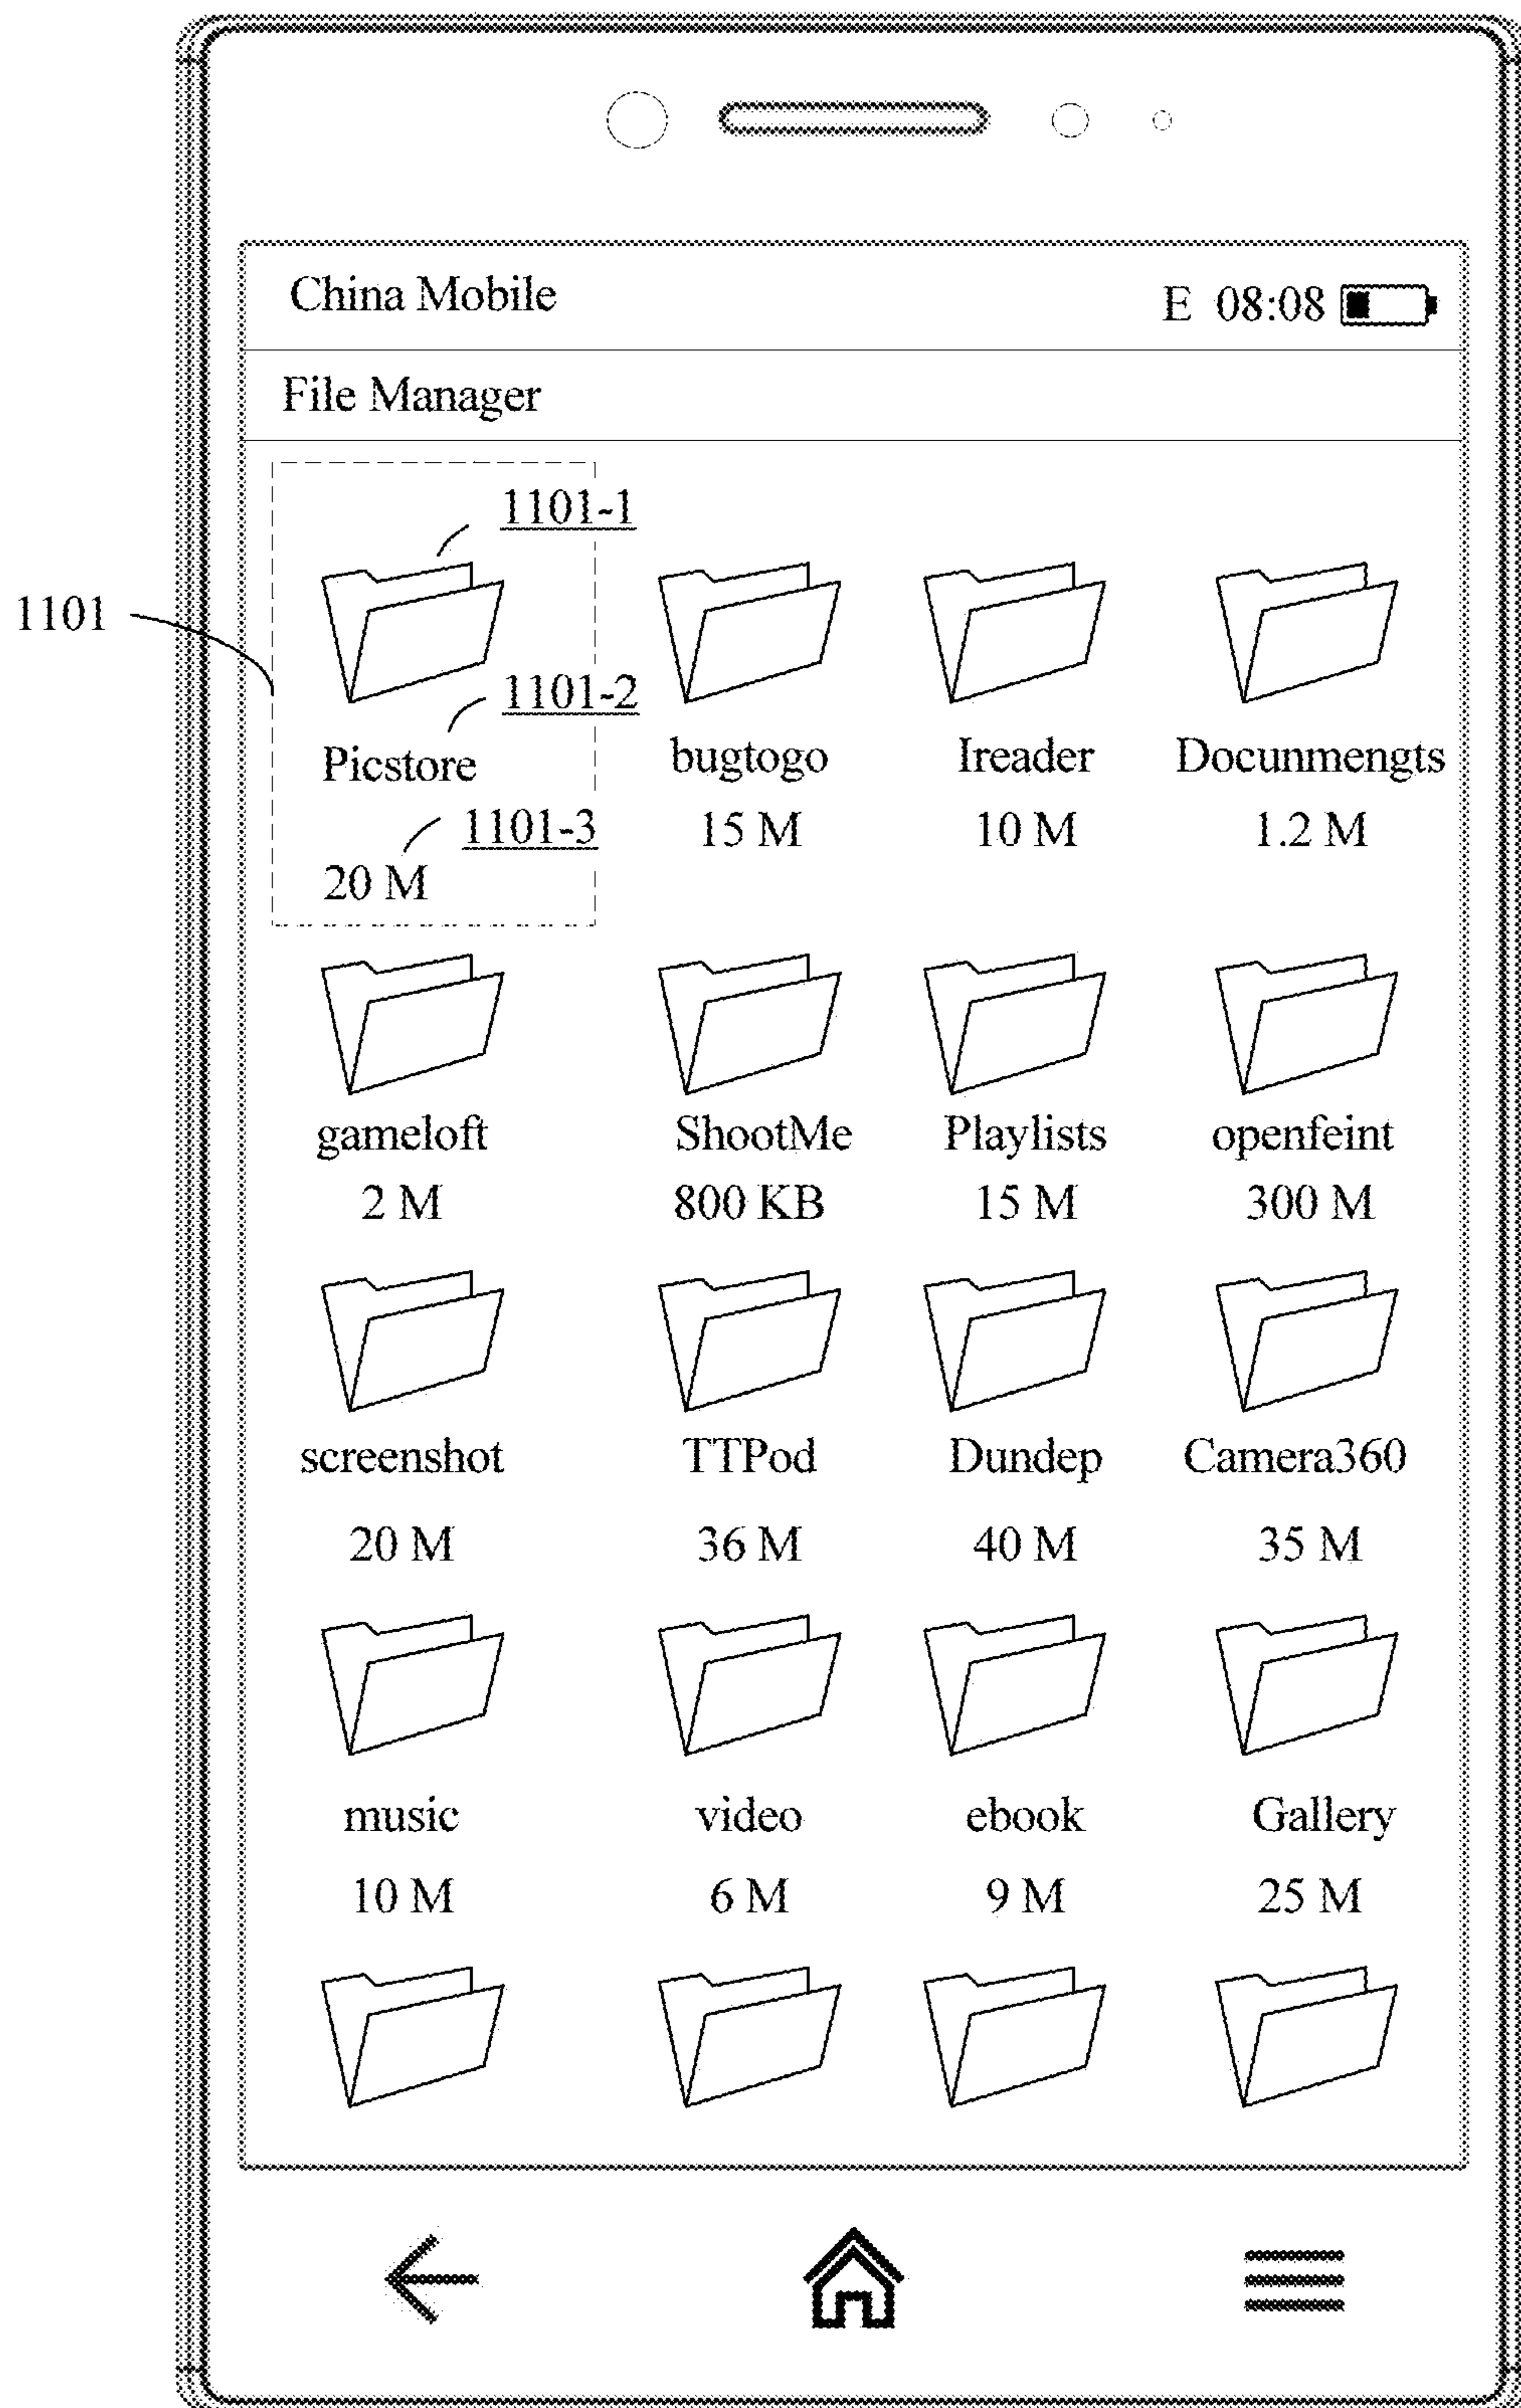 China Mobile E 08:08
File Manager
1101-1
1101
1101-2
Picstore bugtogo Ireader Docunmengts
1101-3
20 M 15 M 10 M 1.2 M
gameloft ShootMe Playlists openfeint
2 M 800 KB 15 M 300 M
screenshot TTPod Dundep Camera360
20 M 36 M 40 M 35 M
music video ebook Gallery
10 M 6 M 9 M 25 M